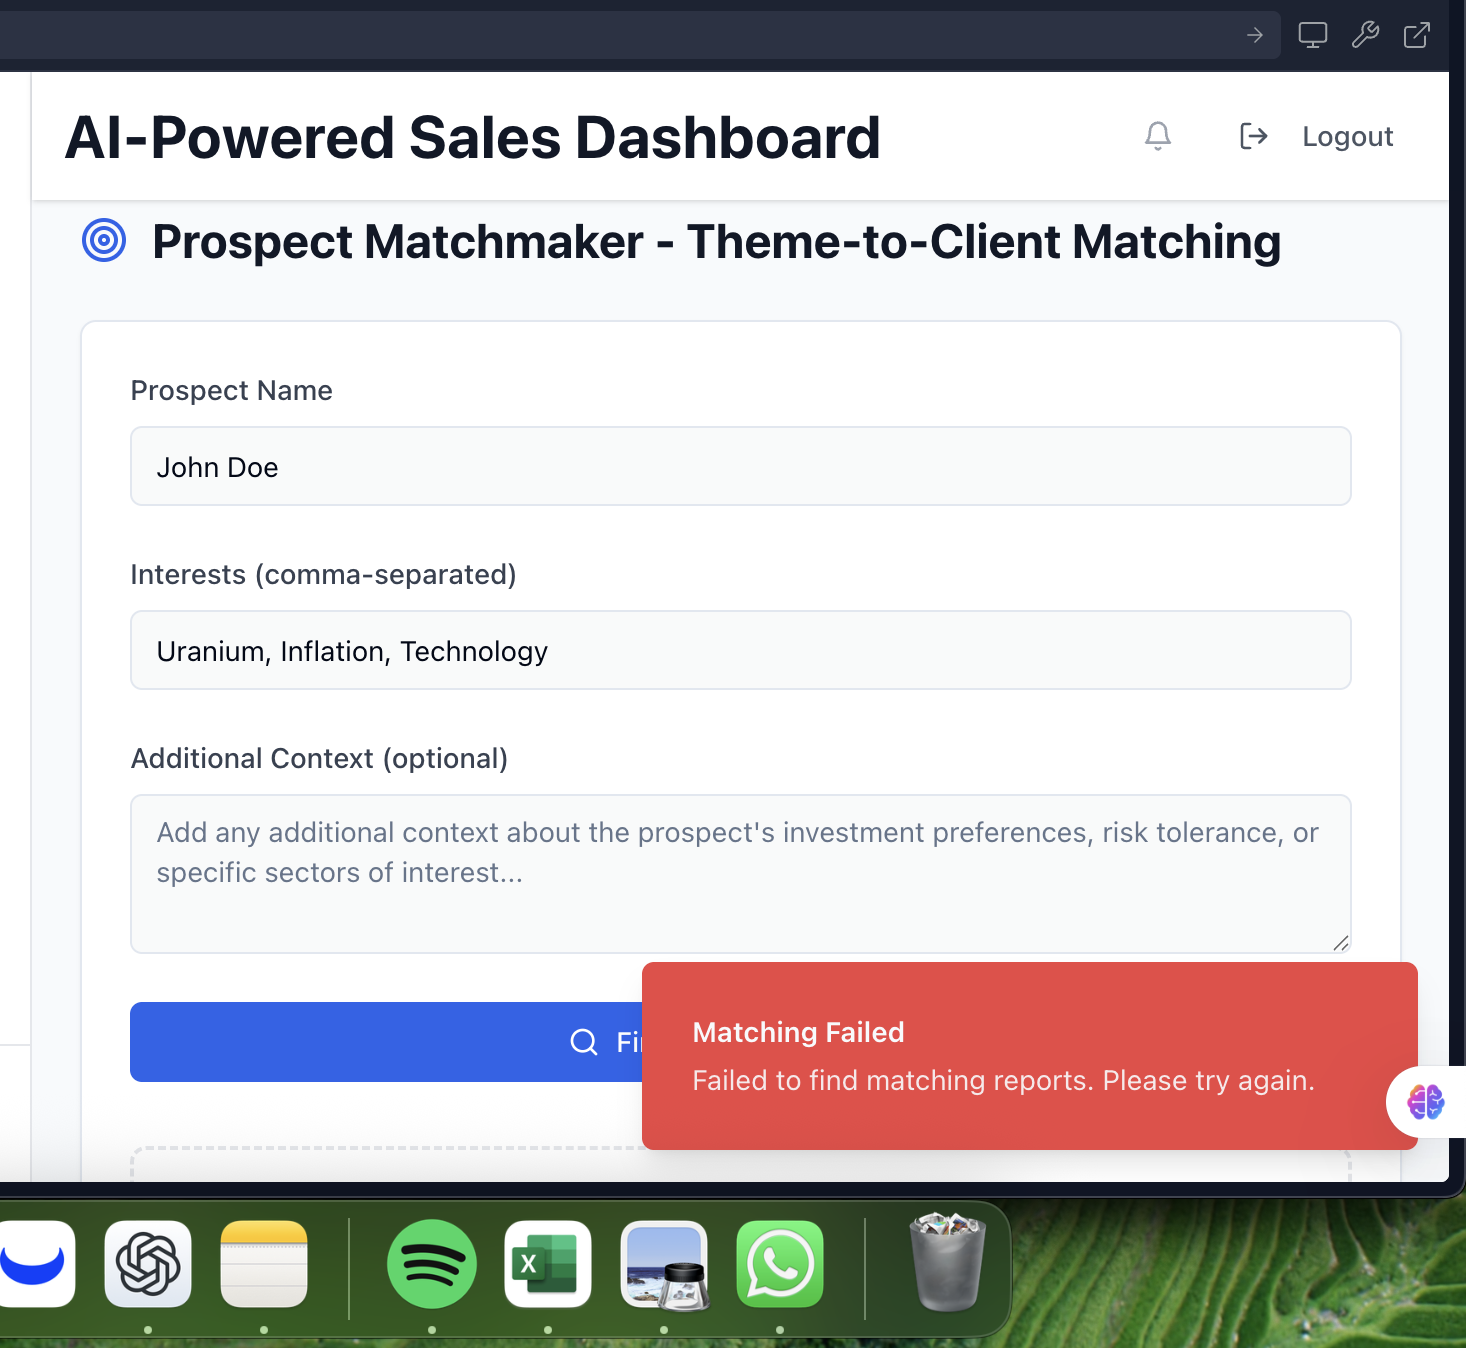 AI-Powered Sales Dashboard
Logout
Prospect Matchmaker - Theme-to-Client Matching
Prospect Name
John Doe
Interests (comma-separated)
Uranium, Inflation, Technology
Additional Context (optional)
Add any additional context about the prospect's investment preferences, risk tolerance, or
specific sectors of interest...
Matching Failed
Failed to find matching reports. Please try again.
X